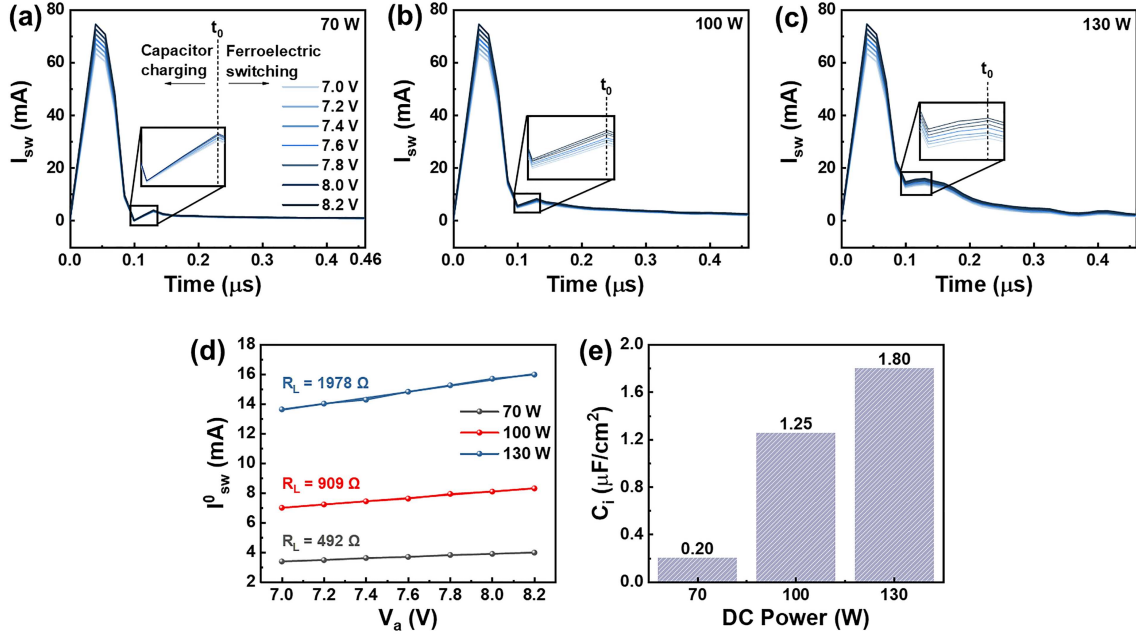 (a)
70 W
t0
Capacitor charging
Ferroelectric switching
7.0 V
7.2 V
7.4 V
7.6 V
7.8 V
8.0 V
8.2 V
80
60
40
20
0
Isw (mA)
0.0
0.1
0.2
0.3
0.46
Time (μs)
(b)
100 W
t0
80
60
40
20
0
Isw (mA)
0.0
0.1
0.2
0.3
0.4
Time (μs)
(c)
130 W
t0
80
60
40
20
0
Isw (mA)
0.0
0.1
0.2
0.3
0.4
Time (μs)
(d)
18
16
14
12
10
8
6
4
2
I0sw (mA)
RL = 1978 Ω
70 W
100 W
130 W
RL = 909 Ω
RL = 492 Ω
7.0 7.2 7.4 7.6 7.8 8.0 8.2
Va (V)
(e)
2.0
1.6
1.2
0.8
0.4
0.0
Ci (μF/cm2)
0.20
1.25
1.80
70
100
130
DC Power (W)